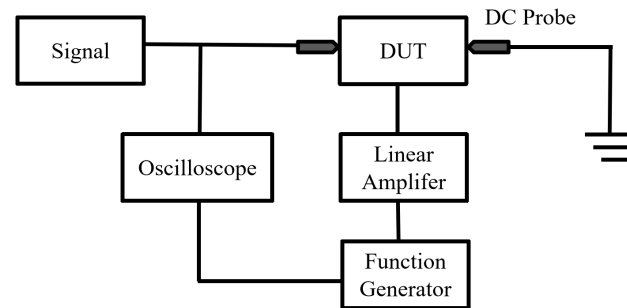 DC Probe
Signal
DUT
Oscilloscope
Linear
Amplifer
Function
Generator